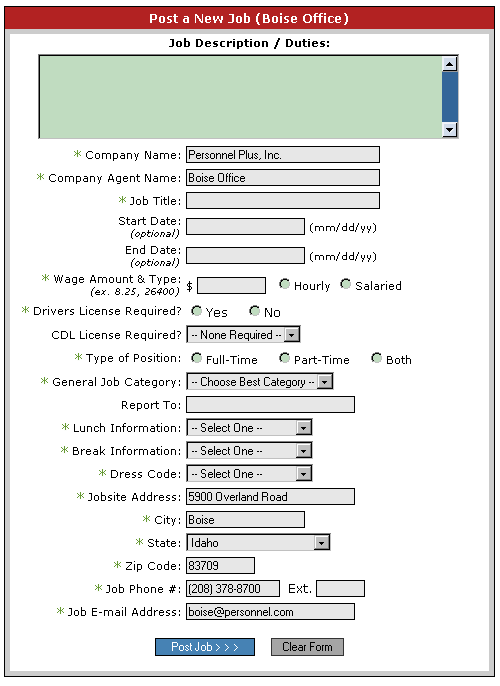 Post a New Job (Boise Office)
Job Description / Duties:
* Company Name: Personnel Plus, Inc.
* Company Agent Name: Boise Office
* Job Title:
Start Date: (mm/dd/yy)
(optional)
End Date: (mm/dd/yy)
(optional)
* Wage Amount & Type: $ Hourly Salaried
(ex. 8.25, 26400)
* Drivers License Required? Yes No
CDL License Required? -- None Required --
* Type of Position: Full-Time Part-Time Both
* General Job Category: -- Choose Best Category --
Report To:
* Lunch Information: -- Select One --
* Break Information: -- Select One --
* Dress Code: -- Select One --
* Jobsite Address: 5900 Overland Road
* City: Boise
* State: Idaho
* Zip Code: 83709
* Job Phone #: (208) 378-8700 Ext.
* Job E-mail Address: boise@personnel.com
Post Job > > > Clear Form